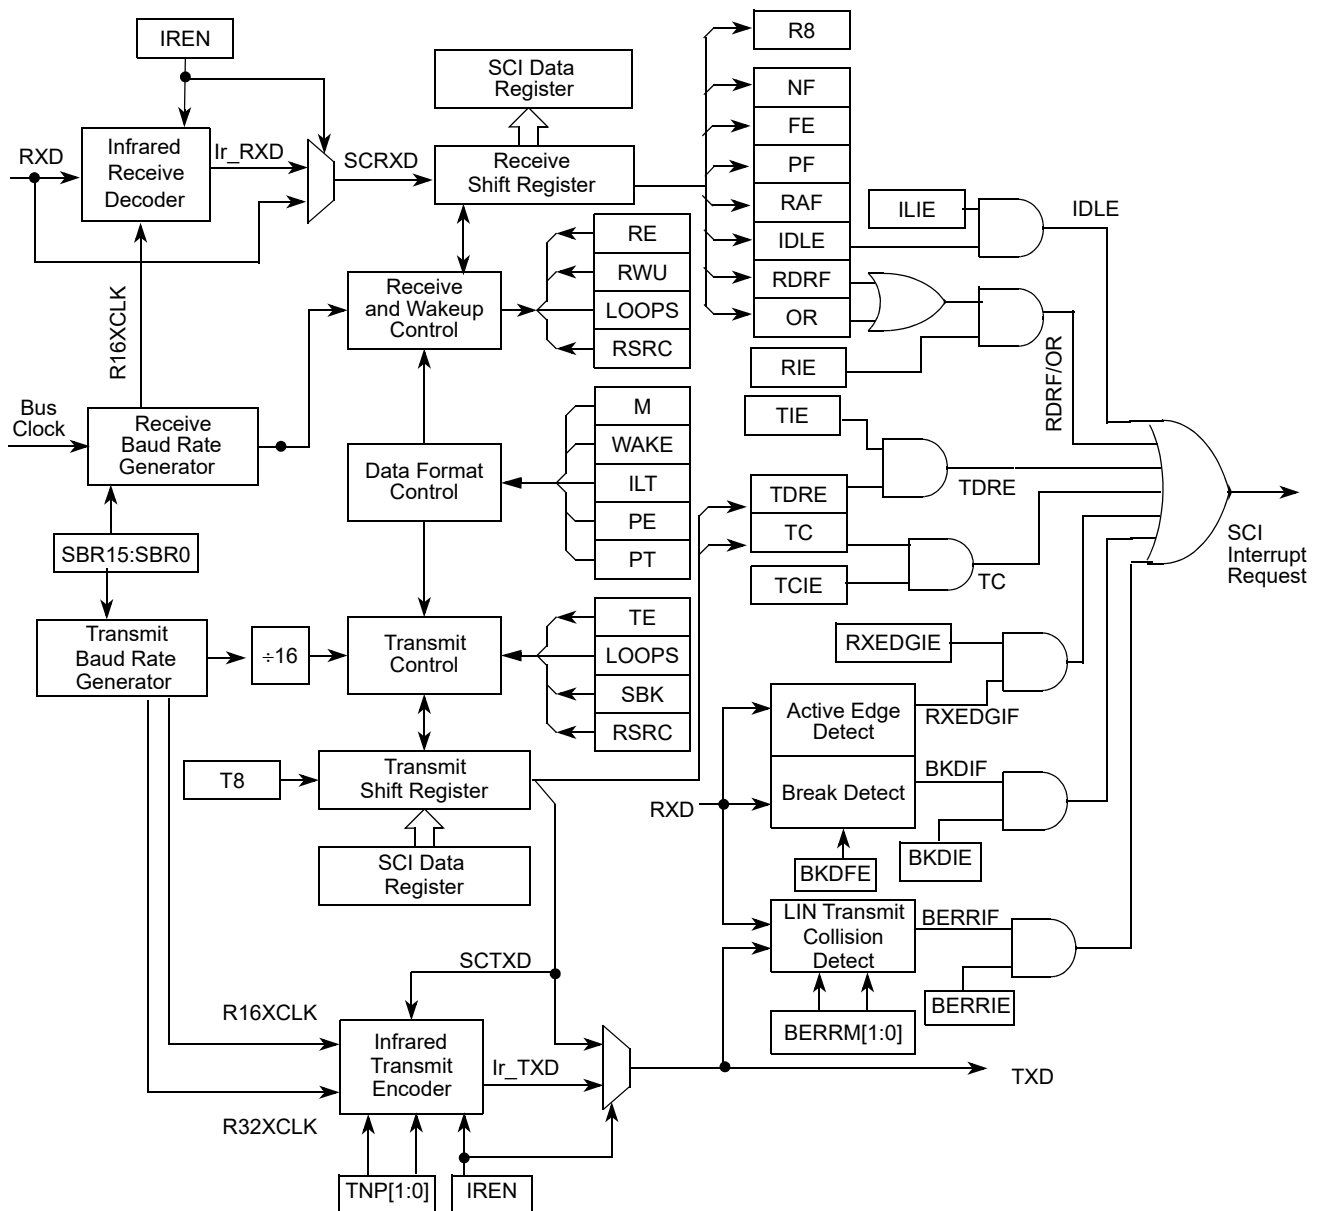 IREN
SCI Data
Register
RXD
Infrared
Receive
Decoder
Ir_RXD
SCRXD
Receive
Shift Register
R8
NF
FE
PF
RAF
IDLE
RDRF
OR
ILIE
IDLE
RIE
RDRF/OR
R16XCLK
Receive
and Wakeup
Control
RE
RWU
LOOPS
RSRC
Bus
Clock
Receive
Baud Rate
Generator
Data Format
Control
M
WAKE
ILT
PE
PT
TIE
TDRE
TC
TCIE
TDRE
TC
SCI
Interrupt
Request
SBR15:SBR0
Transmit
Baud Rate
Generator
÷16
Transmit
Control
TE
LOOPS
SBK
RSRC
RXEDGIE
Active Edge
Detect
RXEDGIF
T8
Transmit
Shift Register
RXD
Break Detect
BKDIF
BKDIE
BKDFE
SCI Data
Register
LIN Transmit
Collision
Detect
BERRIF
BERRIE
BERRM[1:0]
SCTXD
R16XCLK
Infrared
Transmit
Encoder
Ir_TXD
TXD
R32XCLK
TNP[1:0]
IREN